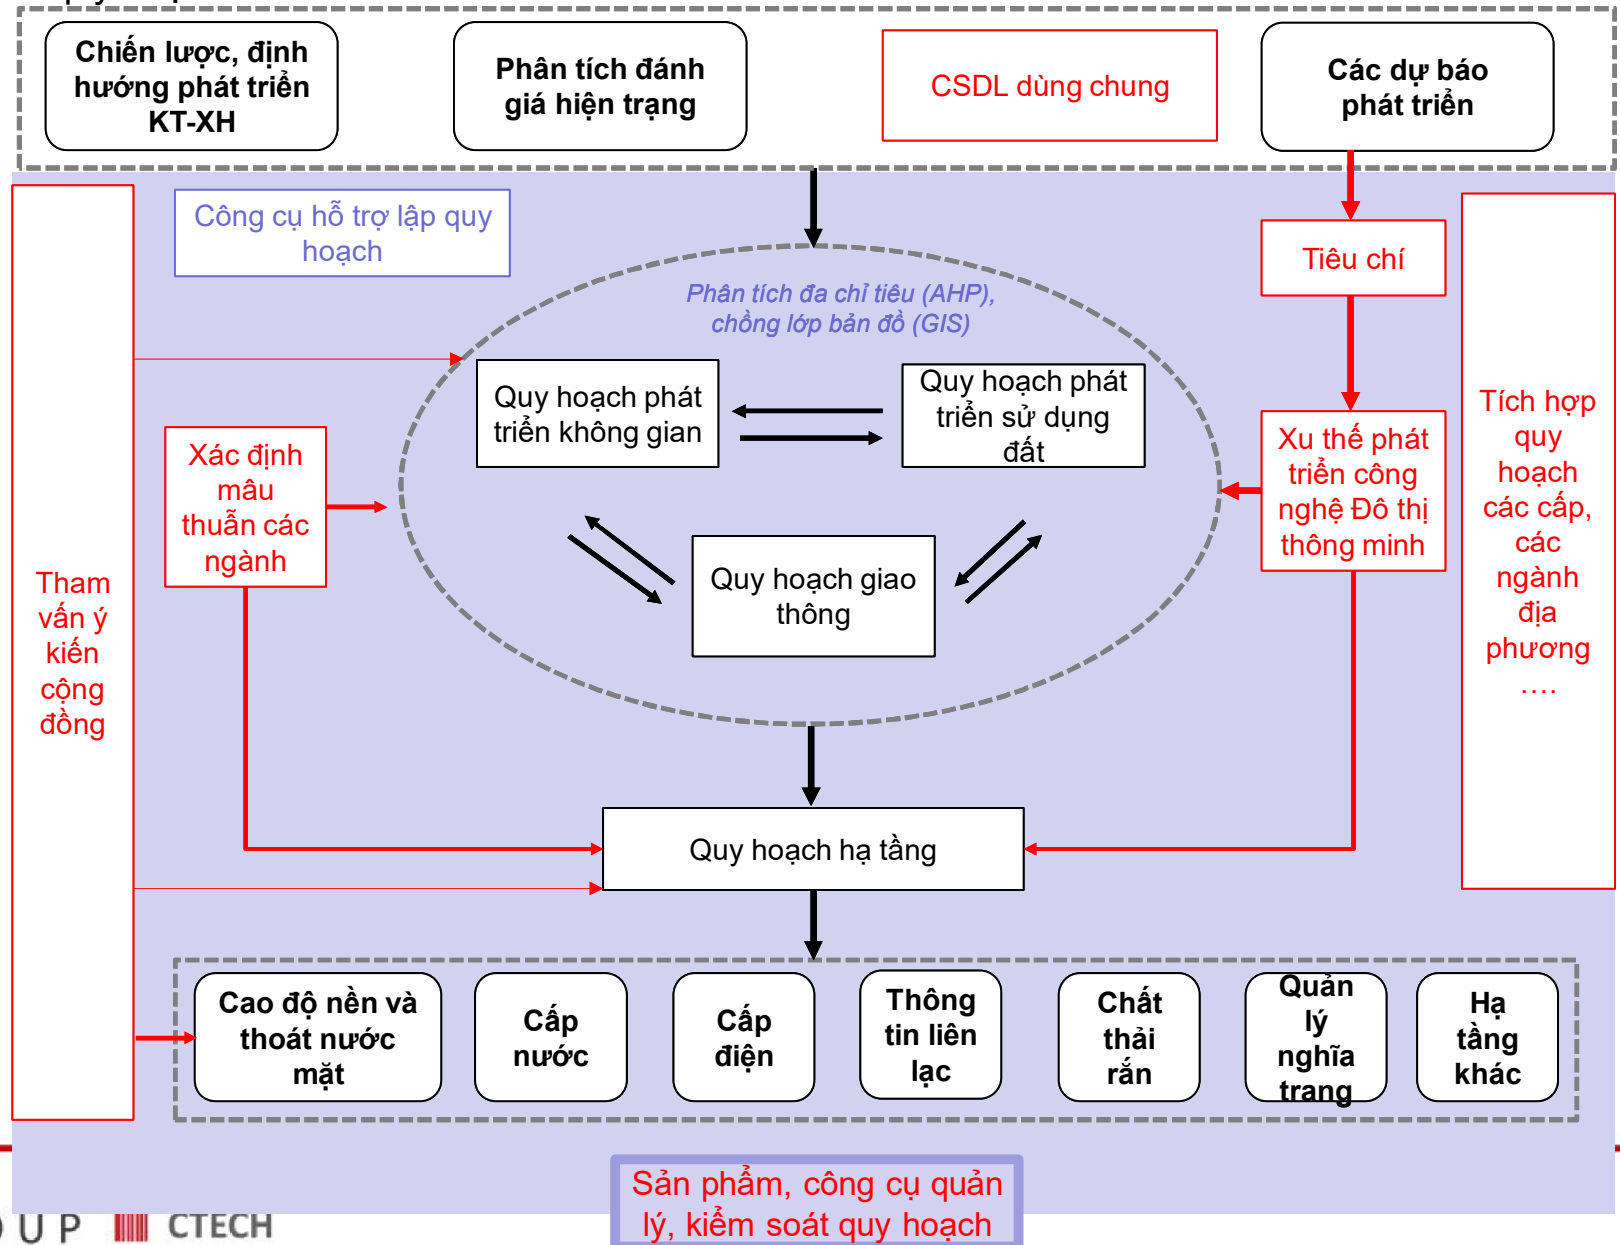 Chiến lược, định
hướng phát triển
KT-XH
Phân tích đánh
giá hiện trạng
CSDL dùng chung
Các dự báo
phát triển
Công cụ hỗ trợ lập quy
hoạch
Tiêu chí
Phân tích đa chỉ tiêu (AHP),
chồng lớp bản đồ (GIS)
Quy hoạch phát
triển không gian
Quy hoạch phát
triển sử dụng
đất
Xác định
mâu
thuẫn các
ngành
Xu thế phát
triển công
nghệ Đô thị
thông minh
Tích hợp
quy
hoạch
các cấp,
các
ngành
địa
phương
....
Quy hoạch giao
thông
Tham
vấn ý
kiến
cộng
đồng
Quy hoạch hạ tầng
Cao độ nền và
thoát nước
mặt
Cấp
nước
Cấp
điện
Thông
tin liên
lạc
Chất
thải
rắn
Quản
lý
nghĩa
trang
Hạ
tầng
khác
Sản phẩm, công cụ quản
lý, kiểm soát quy hoạch
U P CTECH